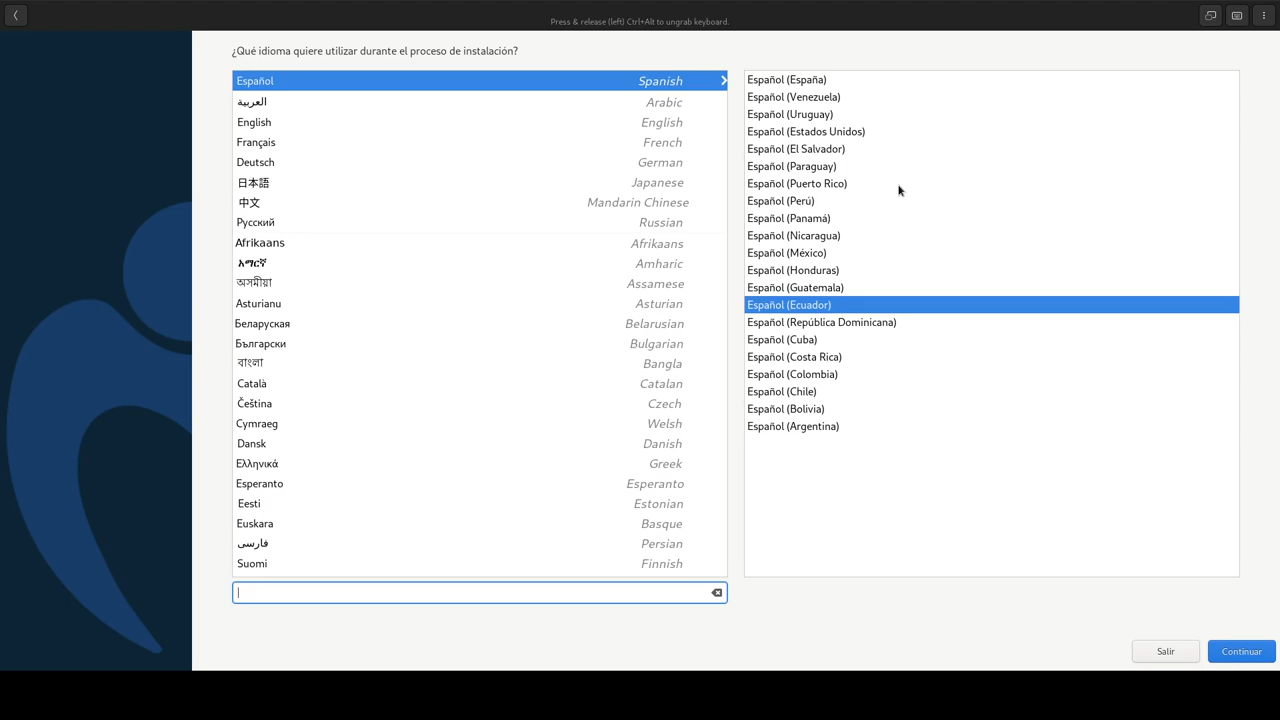 Press & release (left) Ctrl+Alt to ungrab keyboard.
¿Qué idioma quiere utilizar durante el proceso de instalación?
Español Spanish
العربية Arabic
English English
Français French
Deutsch German
日本語 Japanese
中文 Mandarin Chinese
Русский Russian
Afrikaans Afrikaans
አማርኛ Amharic
অসমীয়া Assamese
Asturianu Asturian
Беларуская Belarusian
Български Bulgarian
বাংলা Bangla
Català Catalan
Čeština Czech
Cymraeg Welsh
Dansk Danish
Ελληνικά Greek
Esperanto Esperanto
Eesti Estonian
Euskara Basque
فارسی Persian
Suomi Finnish
Español (España)
Español (Venezuela)
Español (Uruguay)
Español (Estados Unidos)
Español (El Salvador)
Español (Paraguay)
Español (Puerto Rico)
Español (Perú)
Español (Panamá)
Español (Nicaragua)
Español (México)
Español (Honduras)
Español (Guatemala)
Español (Ecuador)
Español (República Dominicana)
Español (Cuba)
Español (Costa Rica)
Español (Colombia)
Español (Chile)
Español (Bolivia)
Español (Argentina)
Salir Continuar